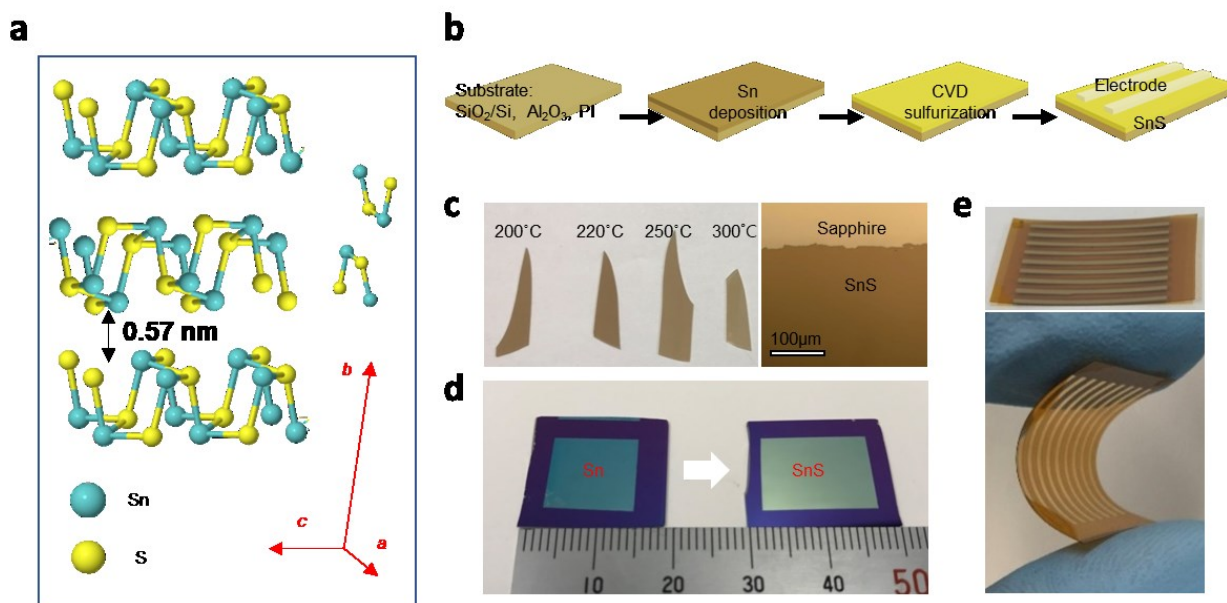 a
0.57 nm
b
c
a
Sn
S
b
Substrate:
SiO₂/Si, Al₂O₃, PI
Sn
deposition
CVD
sulfurization
Electrode
SnS
c
200°C 220°C 250°C 300°C
Sapphire
SnS
100μm
d
Sn
SnS
10 20 30 40 50
e